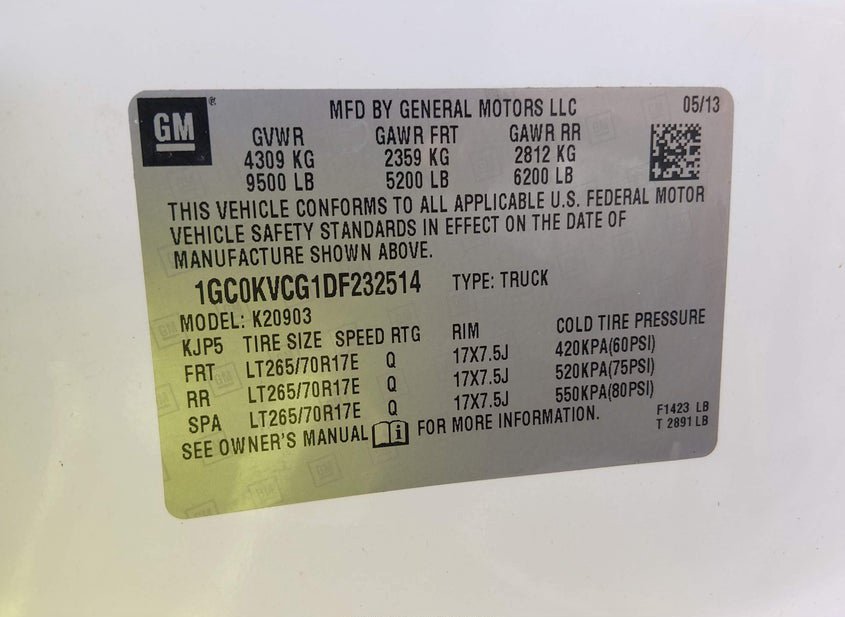 GM ®
MFD BY GENERAL MOTORS LLC 05/13
GVWR GAWR FRT GAWR RR
4309 KG 2359 KG 2812 KG
9500 LB 5200 LB 6200 LB
THIS VEHICLE CONFORMS TO ALL APPLICABLE U.S. FEDERAL MOTOR
VEHICLE SAFETY STANDARDS IN EFFECT ON THE DATE OF
MANUFACTURE SHOWN ABOVE.
1GC0KVCG1DF232514 TYPE: TRUCK
MODEL: K20903
KJP5 TIRE SIZE SPEED RTG RIM COLD TIRE PRESSURE
FRT LT265/70R17E Q 17X7.5J 420KPA(60PSI)
RR LT265/70R17E Q 17X7.5J 520KPA(75PSI)
SPA LT265/70R17E Q 17X7.5J 550KPA(80PSI)
SEE OWNER'S MANUAL i FOR MORE INFORMATION.
F1423 LB
T 2891 LB